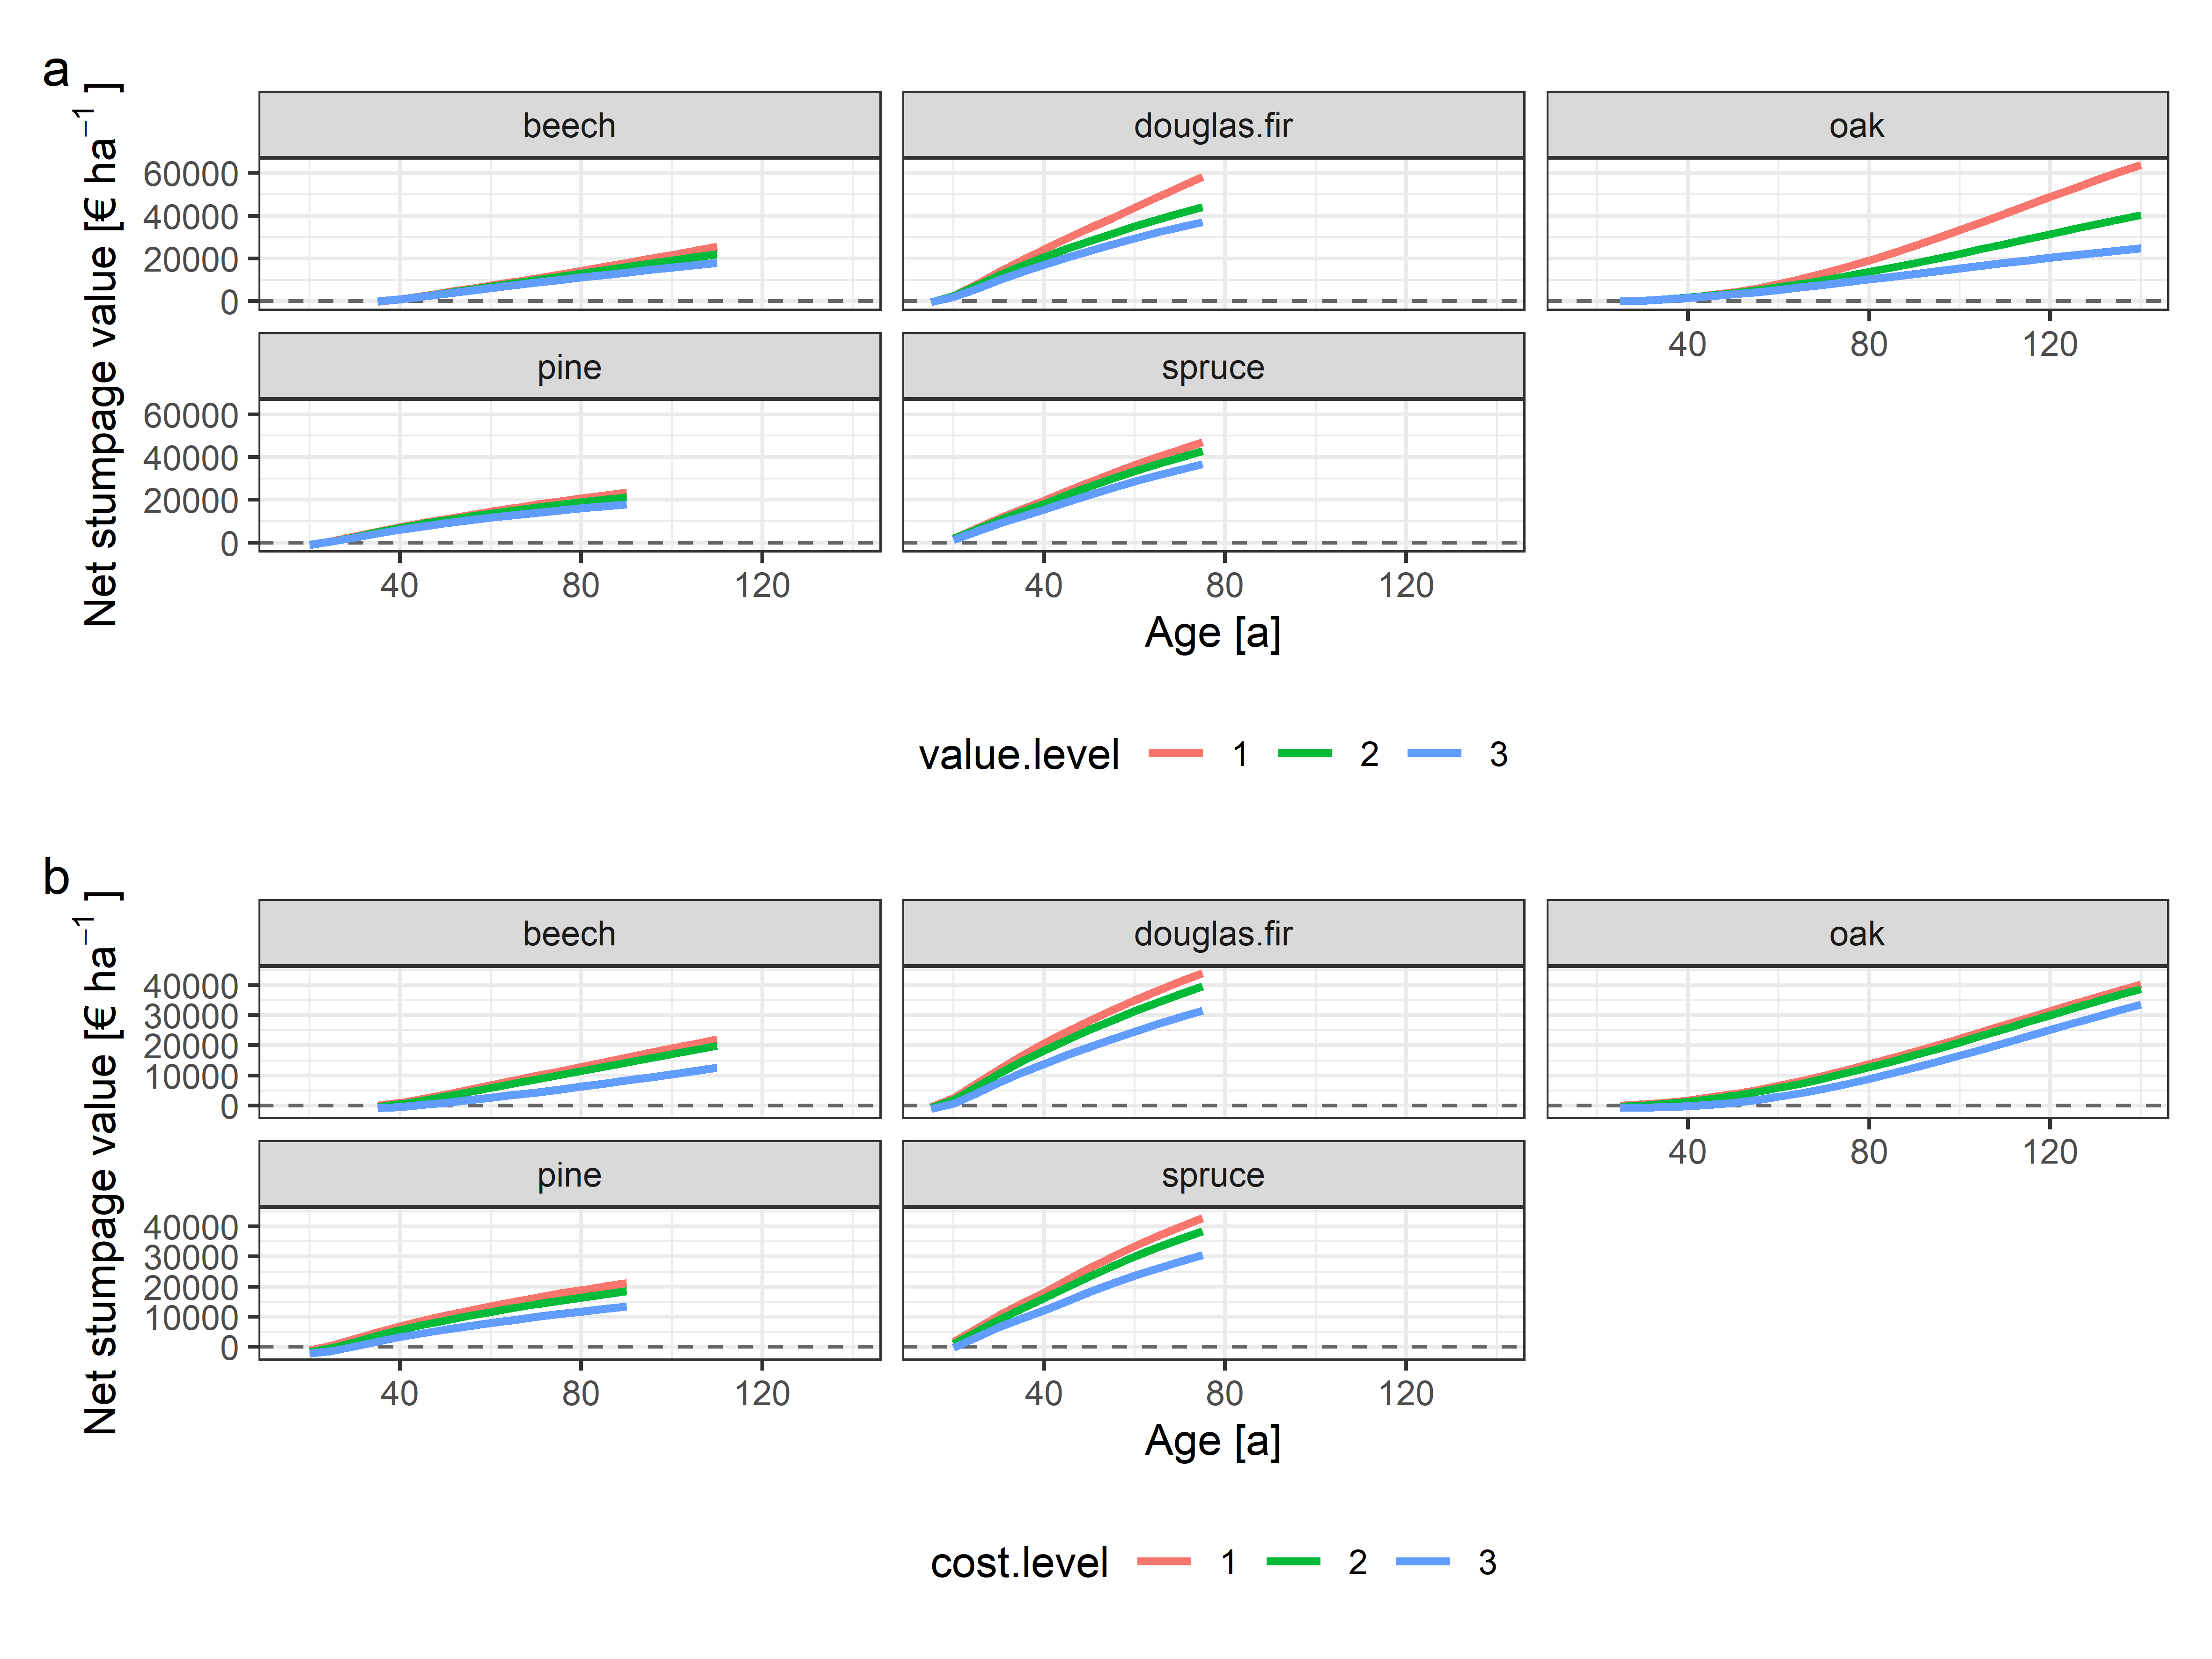 a
Net stumpage value [€ ha⁻¹ ]
beech
douglas.fir
oak
60000
40000
20000
0
40
80
120
pine
spruce
60000
40000
20000
0
40
80
120
40
80
120
Age [a]
value.level 1 2 3
b
Net stumpage value [€ ha⁻¹ ]
beech
douglas.fir
oak
40000
30000
20000
10000
0
40
80
120
pine
spruce
40000
30000
20000
10000
0
40
80
120
40
80
120
Age [a]
cost.level 1 2 3